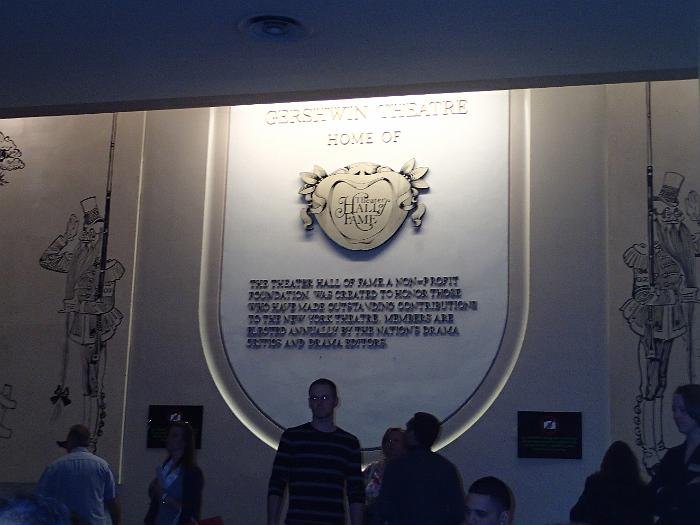 GERSHWIN THEATRE
HOME OF
Theater
HALL
of
FAME
THE THEATER HALL OF FAME A NON-PROFIT
FOUNDATION, WAS CREATED TO HONOR THOSE
WHO HAVE MADE OUTSTANDING CONTRIBUTIONS
TO THE NEW YORK THEATRE. MEMBERS ARE
ELECTED ANNUALLY BY THE NATION'S DRAMA
CRITICS AND DRAMA EDITORS.